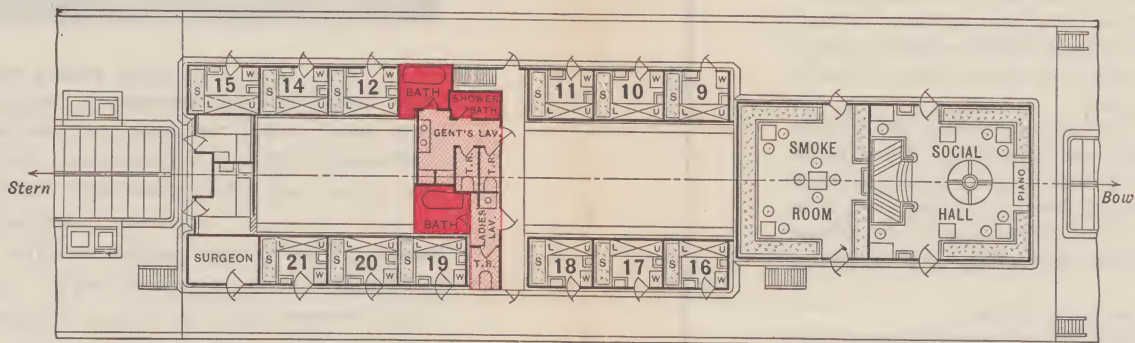 15 14 12 BATH 11 10 9
S L U W S L U W S L U W S L U W S L U W S L U W
SHOWER
BATH
GENT'S LAV.
T.R. T.R.
SMOKE SOCIAL
Stern PIANO Bow
ROOM HALL
BATH LADIES LAV.
SURGEON 21 20 19 T.R. 18 17 16
S L U W S L U W S L U W S L U W S L U W S L U W